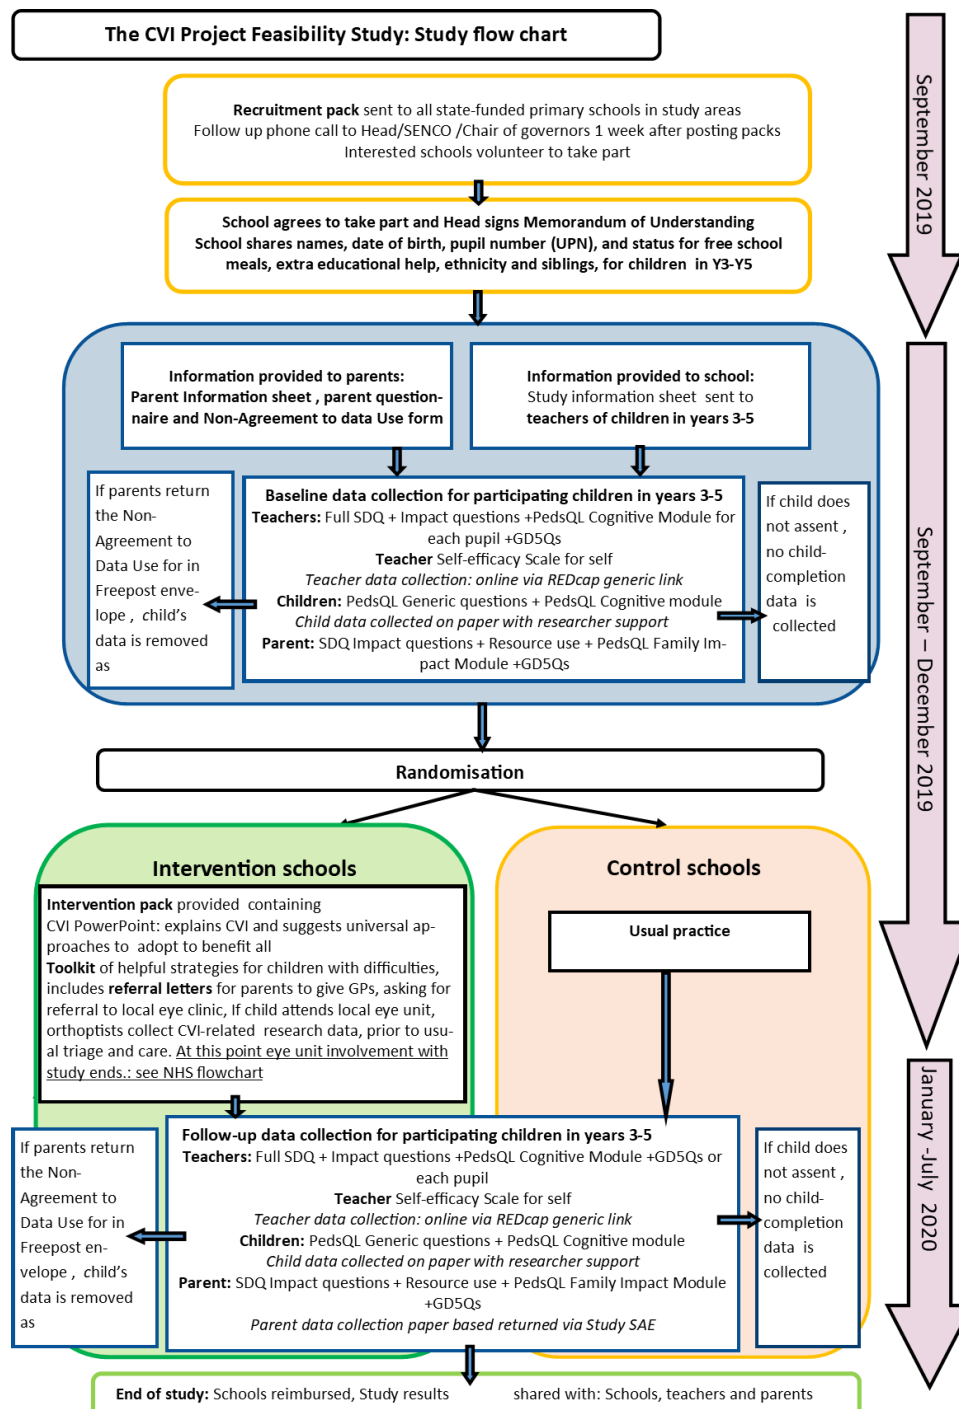 The CVI Project Feasibility Study: Study flow chart
Recruitment pack sent to all state-funded primary schools in study areas
Follow up phone call to Head/SENCO /Chair of governors 1 week after posting packs
Interested schools volunteer to take part
School agrees to take part and Head signs Memorandum of Understanding
School shares names, date of birth, pupil number (UPN), and status for free school
meals, extra educational help, ethnicity and siblings, for children in Y3-Y5
September 2019
Information provided to parents:
Parent Information sheet , parent question-
naire and Non-Agreement to data Use form
Information provided to school:
Study information sheet sent to
teachers of children in years 3-5
If parents return
the Non-
Agreement to
Data Use for in
Freepost enve-
lope , child's
data is removed
as
Baseline data collection for participating children in years 3-5
Teachers: Full SDQ + Impact questions +PedsQL Cognitive Module for
each pupil +GD5Qs
Teacher Self-efficacy Scale for self
Teacher data collection: online via REDcap generic link
Children: PedsQL Generic questions + PedsQL Cognitive module
Child data collected on paper with researcher support
Parent: SDQ Impact questions + Resource use + PedsQL Family Im-
pact Module +GD5Qs
If child does
not assent ,
no child-
completion
data is
collected
September – December 2019
Randomisation
Intervention schools
Intervention pack provided containing
CVI PowerPoint: explains CVI and suggests universal ap-
proaches to adopt to benefit all
Toolkit of helpful strategies for children with difficulties,
includes referral letters for parents to give GPs, asking for
referral to local eye clinic, If child attends local eye unit,
orthoptists collect CVI-related research data, prior to usu-
al triage and care. At this point eye unit involvement with
study ends.: see NHS flowchart
Control schools
Usual practice
If parents return
the Non-
Agreement to
Data Use for in
Freepost en-
velope , child's
data is removed
as
Follow-up data collection for participating children in years 3-5
Teachers: Full SDQ + Impact questions +PedsQL Cognitive Module +GD5Qs or
each pupil
Teacher Self-efficacy Scale for self
Teacher data collection: online via REDcap generic link
Children: PedsQL Generic questions + PedsQL Cognitive module
Child data collected on paper with researcher support
Parent: SDQ Impact questions + Resource use + PedsQL Family Impact Module
+GD5Qs
Parent data collection paper based returned via Study SAE
If child does
not assent ,
no child-
completion
data is
collected
January -July 2020
End of study: Schools reimbursed, Study results shared with: Schools, teachers and parents